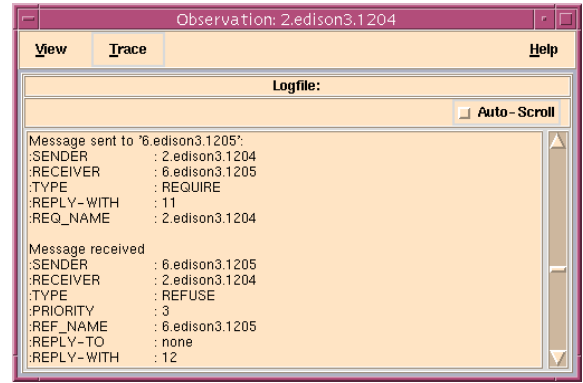 Observation: 2.edison3.1204
View Trace Help
Logfile:
Auto-Scroll
Message sent to '6.edison3.1205':
:SENDER : 2.edison3.1204
:RECEIVER : 6.edison3.1205
:TYPE : REQUIRE
:REPLY-WITH : 11
:REQ_NAME : 2.edison3.1204
Message received
:SENDER : 6.edison3.1205
:RECEIVER : 2.edison3.1204
:TYPE : REFUSE
:PRIORITY : 3
:REF_NAME : 6.edison3.1205
:REPLY-TO : none
:REPLY-WITH : 12